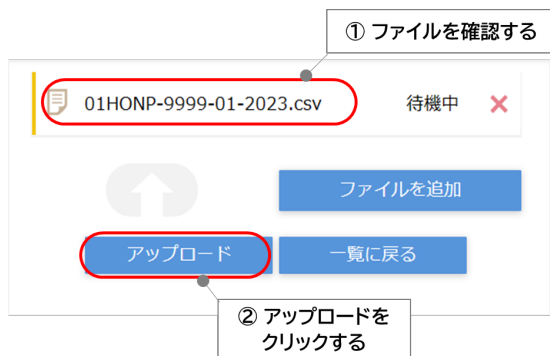 ① ファイルを確認する
01HONP-9999-01-2023.csv 待機中
ファイルを追加
アップロード 一覧に戻る
② アップロードを
クリックする